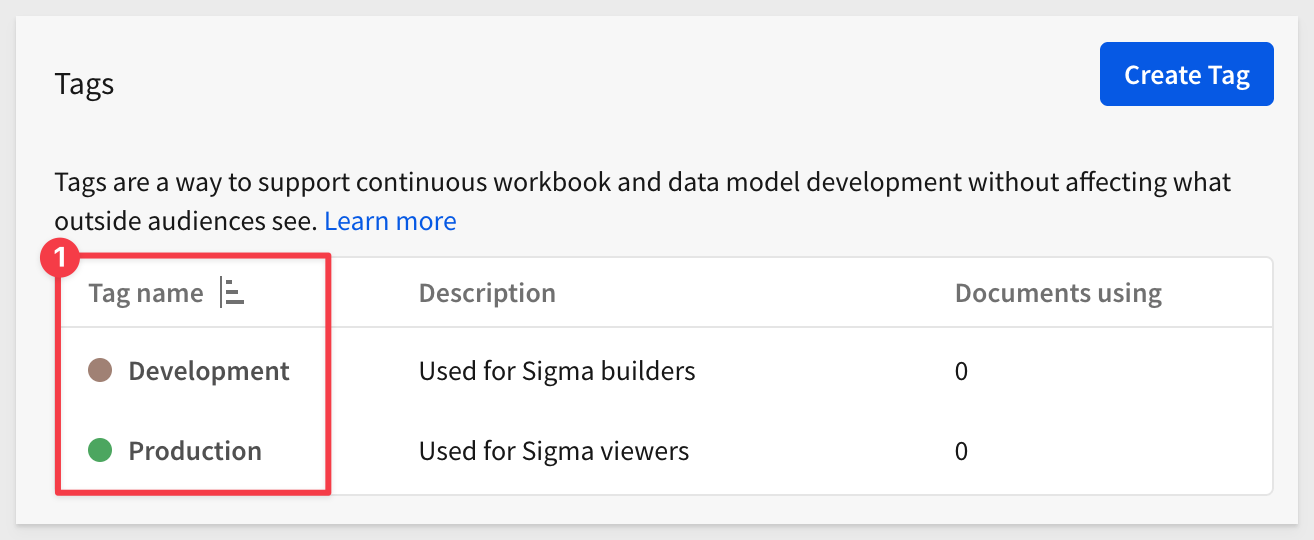 Tags
Create Tag
Tags are a way to support continuous workbook and data model development without affecting what
outside audiences see. Learn more
1
Tag name Description Documents using
Development Used for Sigma builders 0
Production Used for Sigma viewers 0